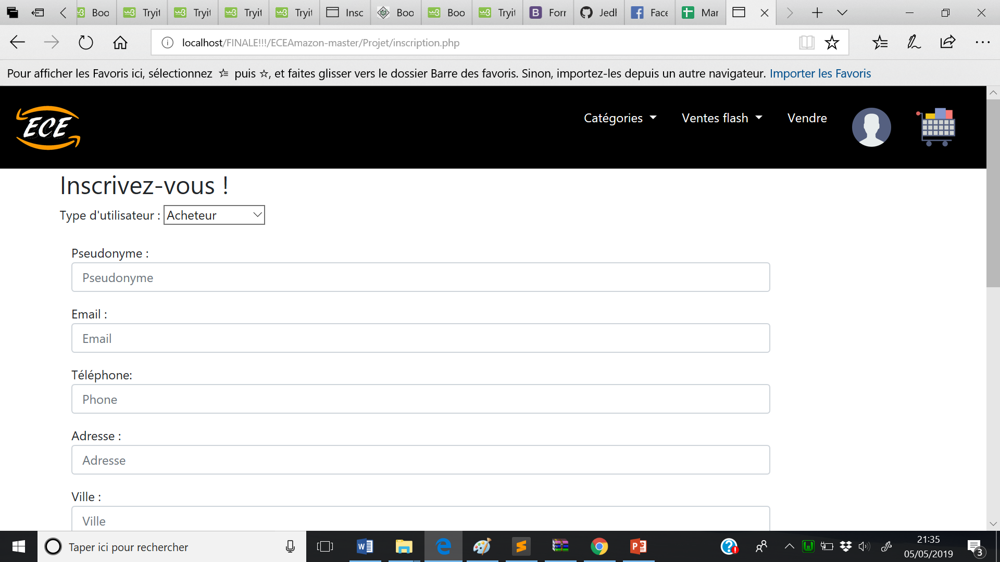 Boo
Tryit
Tryit
Tryit
Tryit
Insc
Boo
Boo
Tryit
Forr
Jedl
Face
Mar
localhost/FINALE!!!/ECEAmazon-master/Projet/inscription.php
Pour afficher les Favoris ici, sélectionnez puis ☆, et faites glisser vers le dossier Barre des favoris. Sinon, importez-les depuis un autre navigateur. Importer les Favoris
ECE
Catégories
Ventes flash
Vendre
Inscrivez-vous !
Type d'utilisateur : Acheteur
Pseudonyme :
Pseudonyme
Email :
Email
Téléphone:
Phone
Adresse :
Adresse
Ville :
Ville
Taper ici pour rechercher
21:35
05/05/2019
3